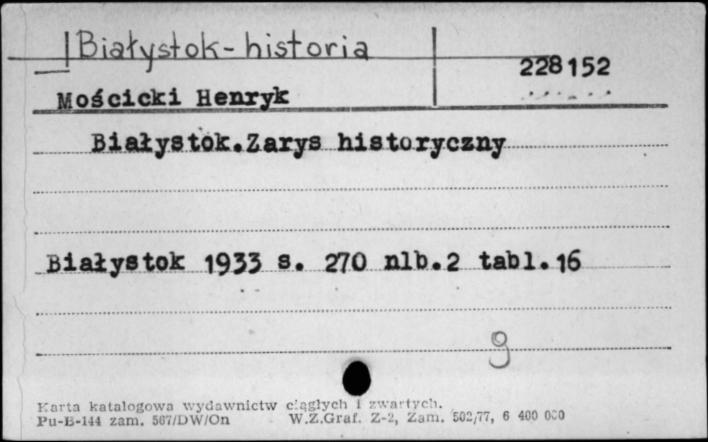 Białystok - historia
228152
Mościcki Henryk
Białystok.Zarys historyczny
Białystok 1933 s. 270 nlb.2 tabl.16
g
Karta katalogowa wydawnictw ciągłych i zwartych.
Pu-B-144 zam. 567/DW/On W.Z.Graf. Z-2, Zam. 502/77, 6 400 000